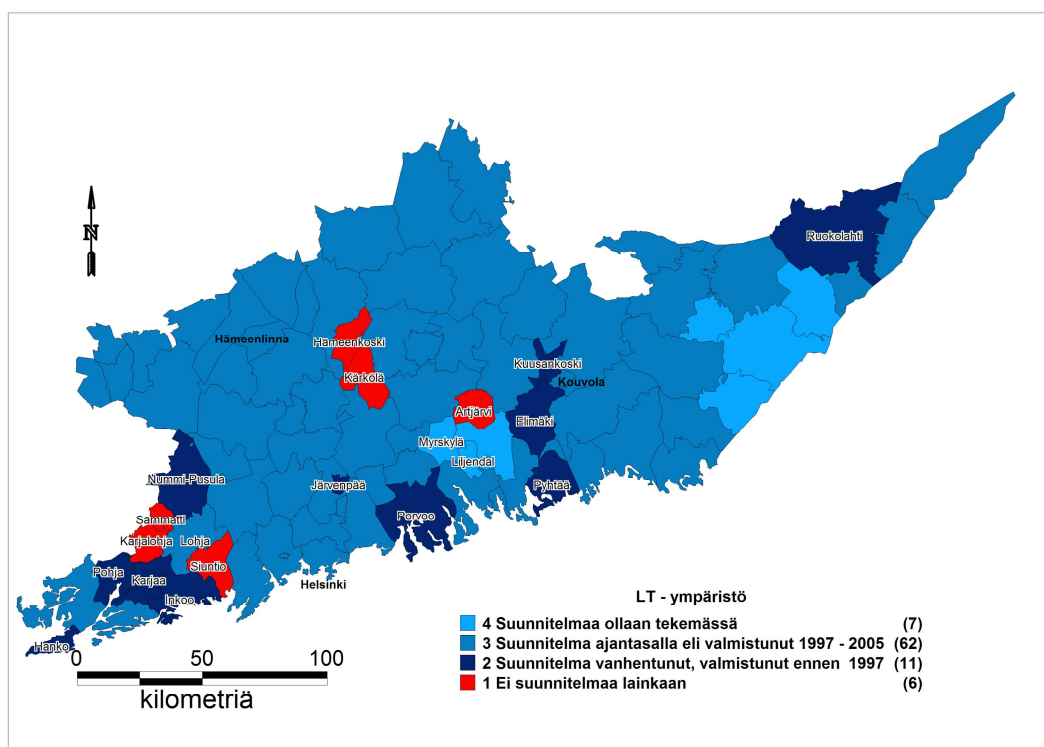 N
Ruokolahti
Hämeenlinna
Hämeenkoski
Kuusankoski
Kärkölä
Kouvola
Artjärvi
Elimäki
Myrskylä
Liljendal
Nummi-Pusula
Järvenpää
Pyhtää
Porvoo
Sammatti
Karjalohja
Lohja
Siuntio
Pohja
Karjaa
Helsinki
Inkoo
Hanko
LT - ympäristö
4 Suunnitelmaa ollaan tekemässä (7)
3 Suunnitelma ajantasalla eli valmistunut 1997 - 2005 (62)
2 Suunnitelma vanhentunut, valmistunut ennen 1997 (11)
1 Ei suunnitelmaa lainkaan (6)
0 50 100
kilometriä